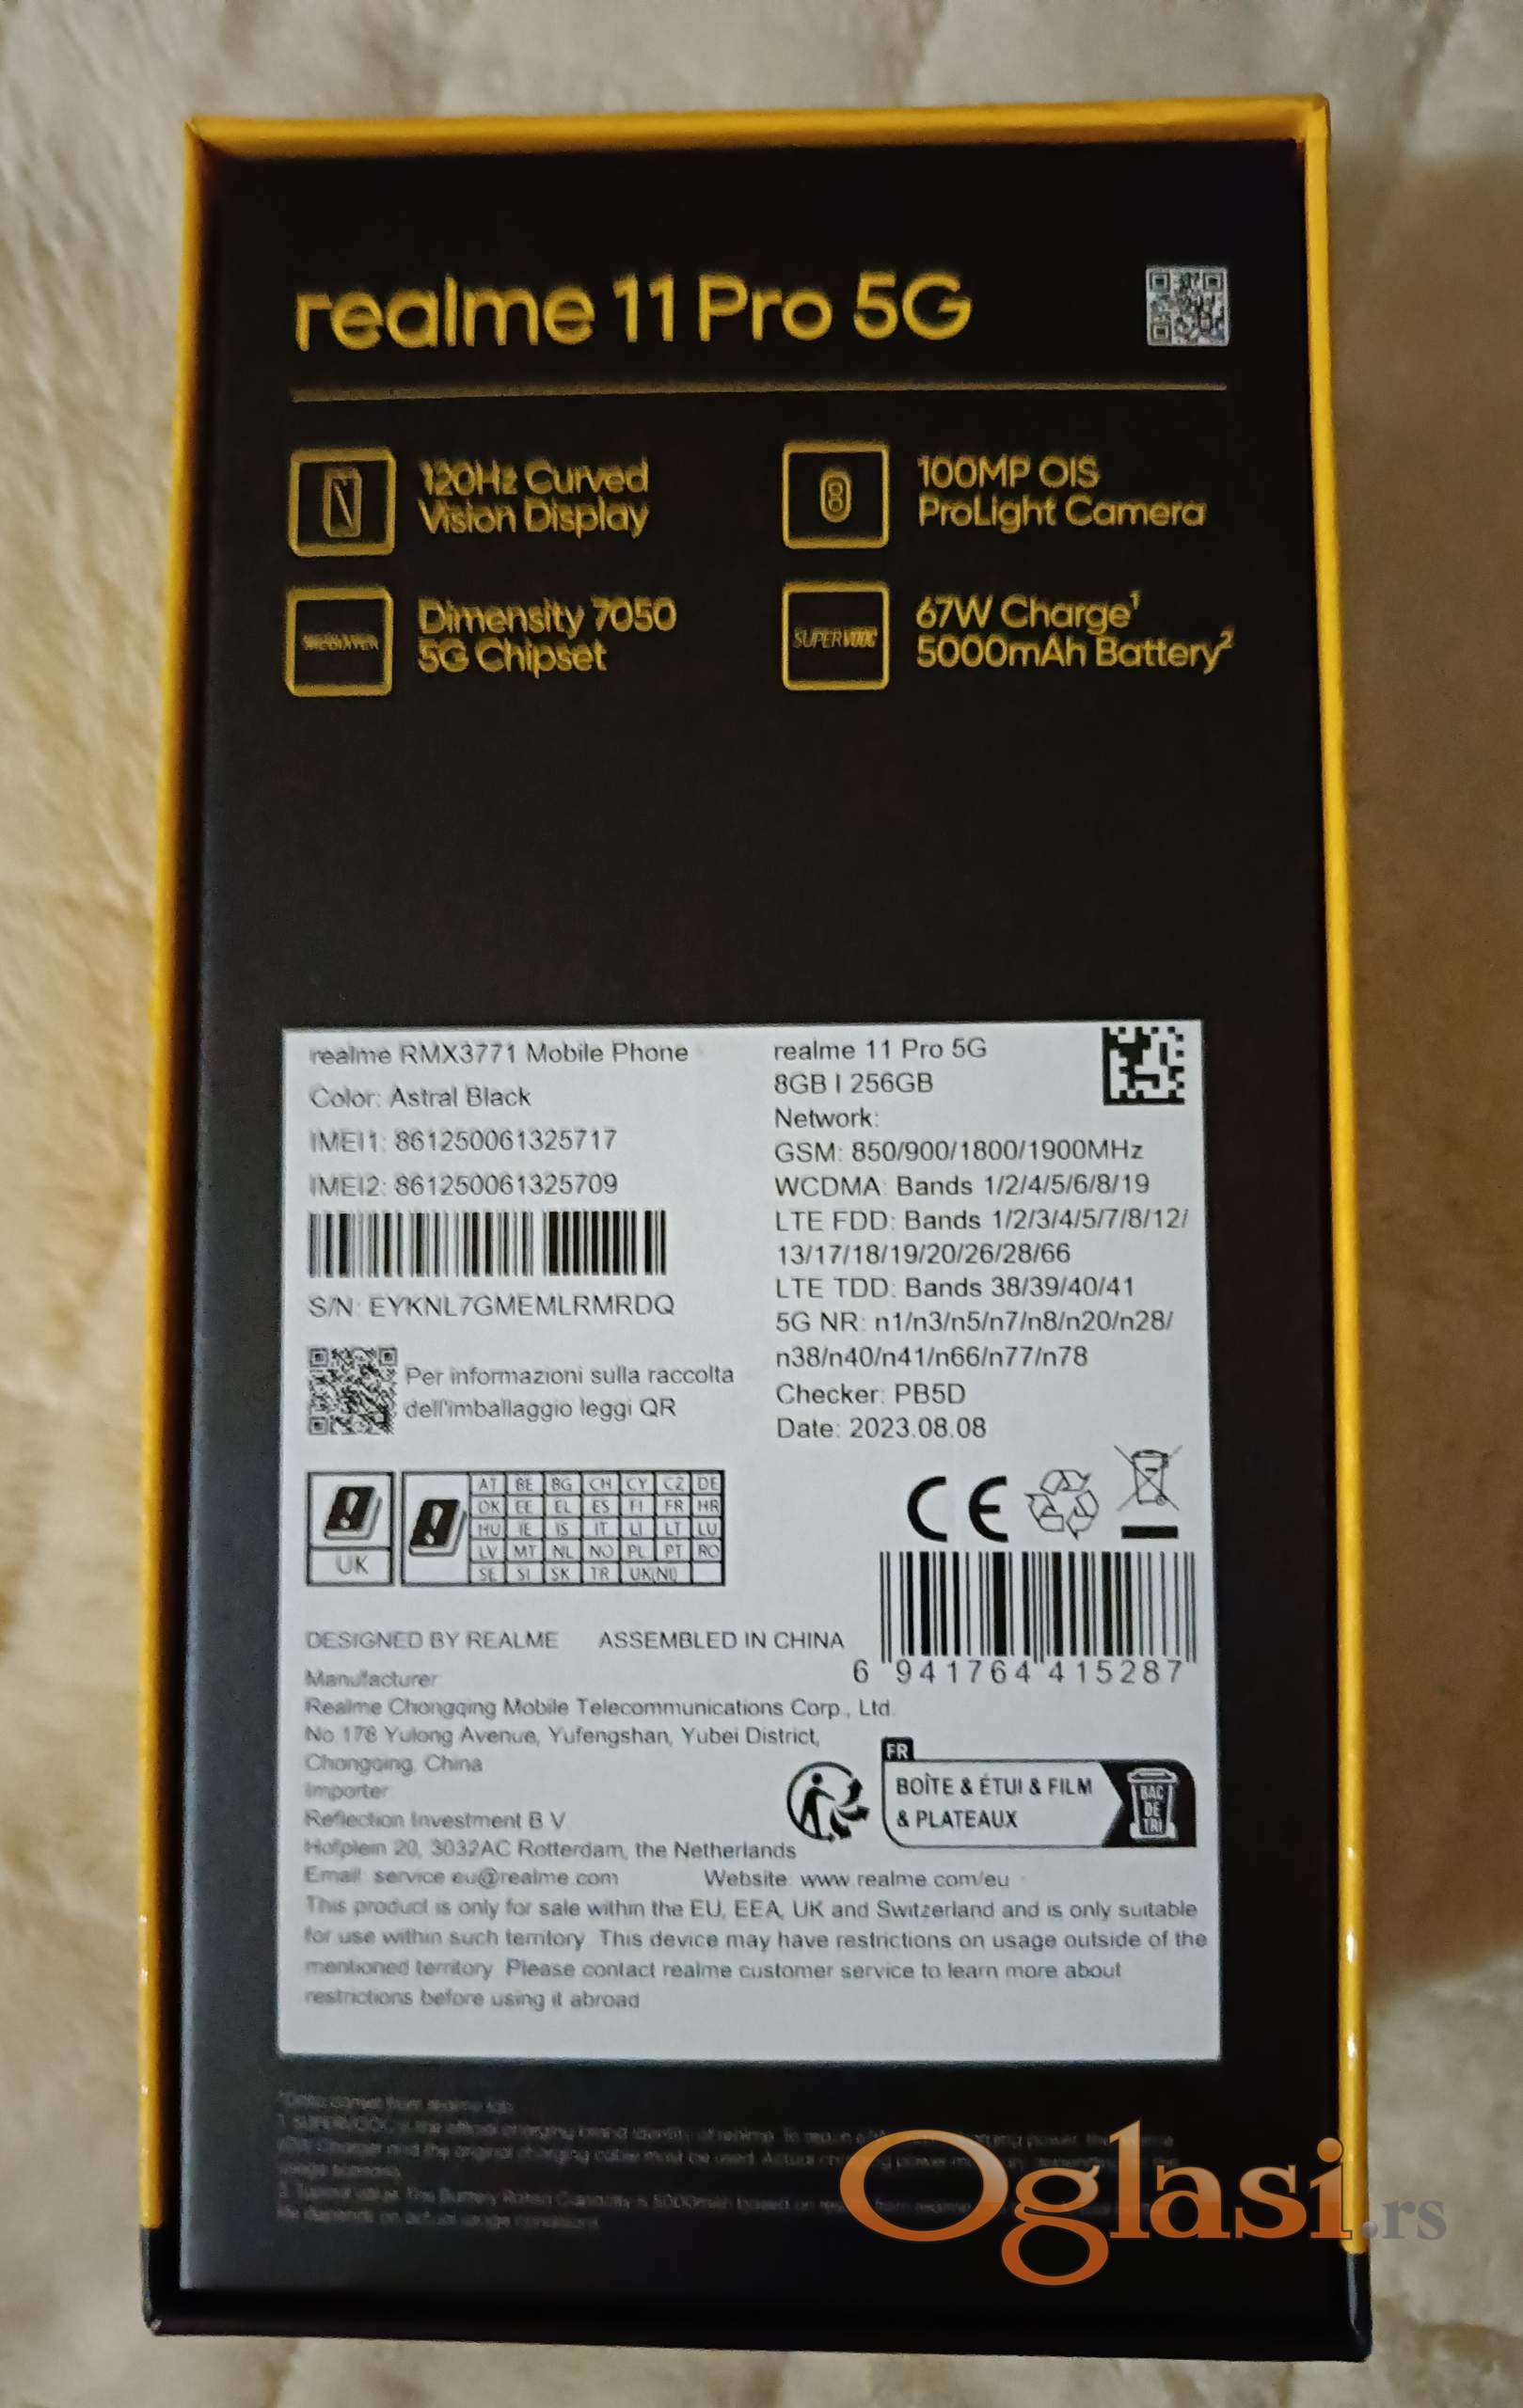 realme 11 Pro 5G
120Hz Curved
Vision Display
100MP OIS
ProLight Camera
Dimensity 7050
5G Chipset
SUPERVOOC
67W Charge¹
5000mAh Battery²
realme RMX3771 Mobile Phone
Color: Astral Black
IMEI1: 861250061325717
IMEI2: 861250061325709
S/N: EYKNL7GMEMLRMRDQ
Per informazioni sulla raccolta
dell'imballaggio leggi QR
realme 11 Pro 5G
8GB | 256GB
Network:
GSM: 850/900/1800/1900MHz
WCDMA: Bands 1/2/4/5/6/8/19
LTE FDD: Bands 1/2/3/4/5/7/8/12/
13/17/18/19/20/26/28/66
LTE TDD: Bands 38/39/40/41
5G NR: n1/n3/n5/n7/n8/n20/n28/
n38/n40/n41/n66/n77/n78
Checker: PB5D
Date: 2023.08.08
UK
AT BE BG CH CY CZ DE
DK EE EL ES FI FR HR
HU IE IS IT LI LT LU
LV MT NL NO PL PT RO
SE SI SK TR UK(NI)
CE
6 941764 415287
DESIGNED BY REALME ASSEMBLED IN CHINA
Manufacturer
Realme Chongqing Mobile Telecommunications Corp., Ltd.
No.178 Yulong Avenue, Yufengshan, Yubei District,
Chongqing, China
Importer
Reflection Investment B.V.
Hofplein 20, 3032AC Rotterdam, the Netherlands
Email: service.eu@realme.com Website: www.realme.com/eu
FR
BOÎTE & ÉTUI & FILM
& PLATEAUX
BAC
DE
TRI
This product is only for sale within the EU, EEA, UK and Switzerland and is only suitable
for use within such territory. This device may have restrictions on usage outside of the
mentioned territory. Please contact realme customer service to learn more about
restrictions before using it abroad
Oglasi.rs